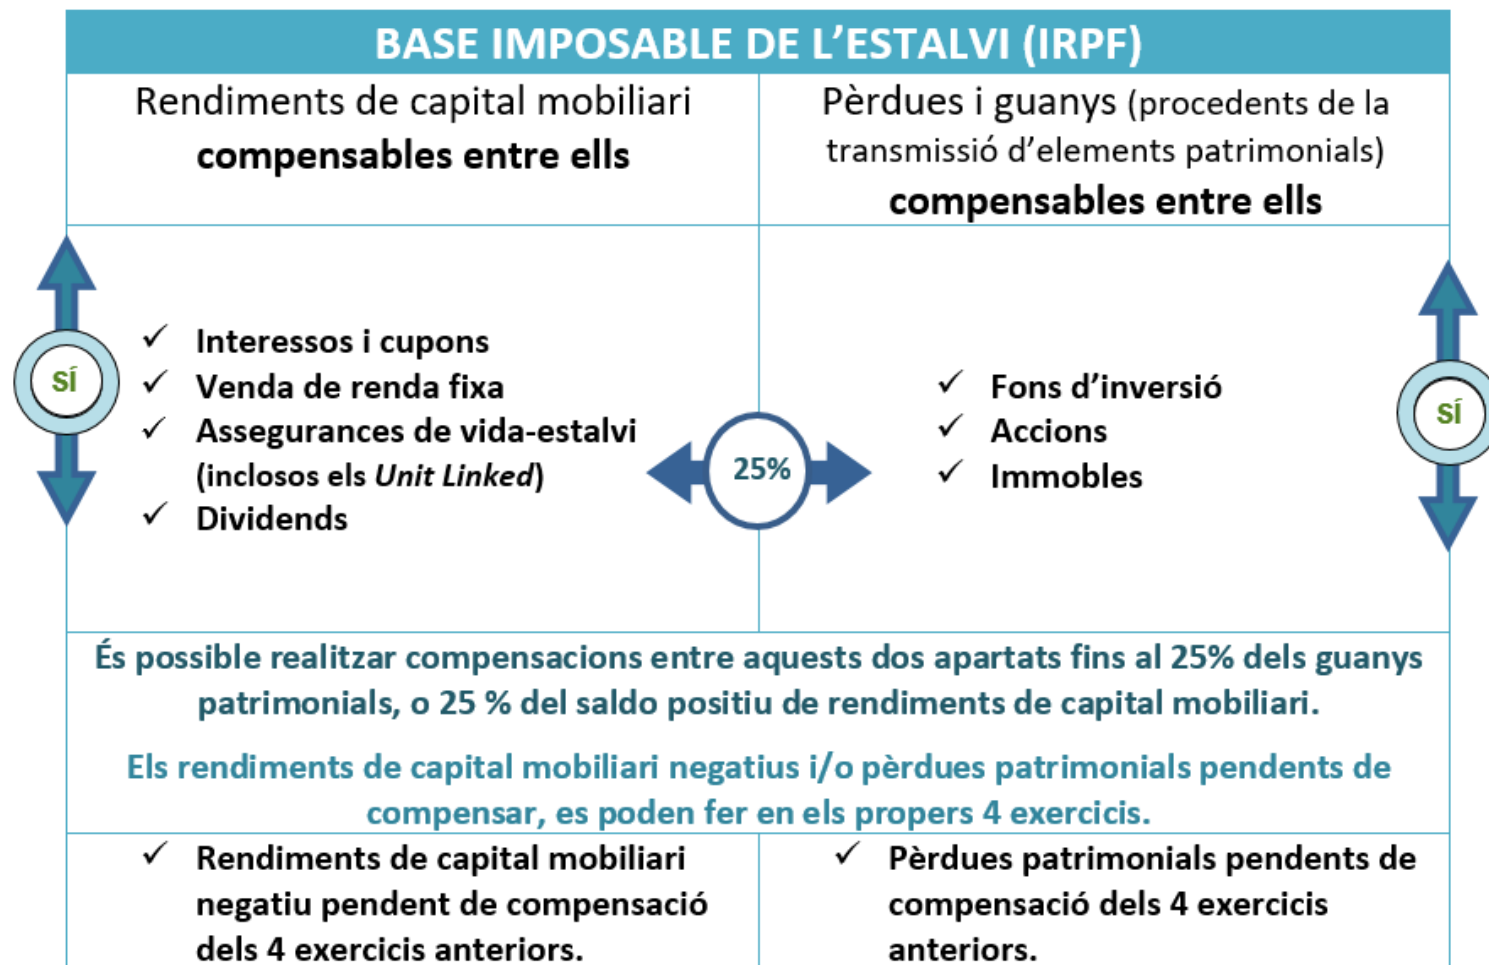 BASE IMPOSABLE DE L’ESTALVI (IRPF)
Rendiments de capital mobiliari
compensables entre ells
Pèrdues i guanys (procedents de la
transmissió d’elements patrimonials)
compensables entre ells
SÍ
✓ Interessos i cupons
✓ Venda de renda fixa
✓ Assegurances de vida-estalvi
(inclosos els Unit Linked)
✓ Dividends
25%
✓ Fons d’inversió
✓ Accions
✓ Immobles
SÍ
És possible realitzar compensacions entre aquests dos apartats fins al 25% dels guanys
patrimonials, o 25 % del saldo positiu de rendiments de capital mobiliari.
Els rendiments de capital mobiliari negatius i/o pèrdues patrimonials pendents de
compensar, es poden fer en els propers 4 exercicis.
✓ Rendiments de capital mobiliari
negatiu pendent de compensació
dels 4 exercicis anteriors.
✓ Pèrdues patrimonials pendents de
compensació dels 4 exercicis
anteriors.